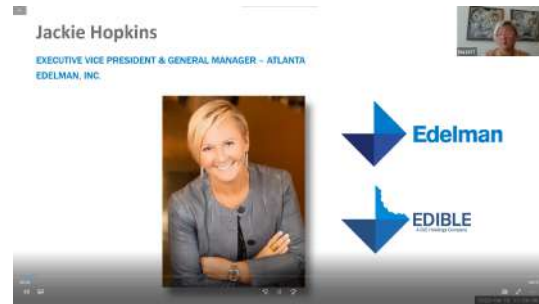 Jackie Hopkins
EXECUTIVE VICE PRESIDENT & GENERAL MANAGER – ATLANTA
EDELMAN, INC.
Edelman
EDIBLE